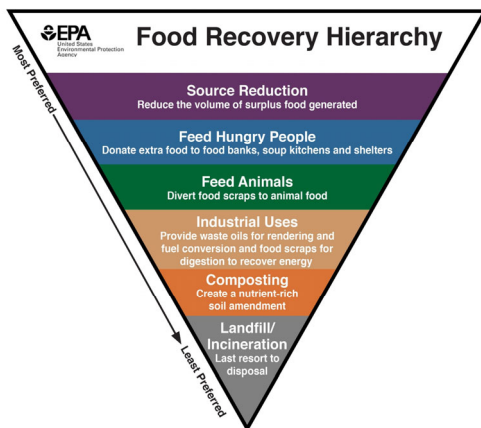 EPA
United States
Environmental Protection
Agency
Food Recovery Hierarchy
Most Preferred
Source Reduction
Reduce the volume of surplus food generated
Feed Hungry People
Donate extra food to food banks, soup kitchens and shelters
Feed Animals
Divert food scraps to animal food
Industrial Uses
Provide waste oils for rendering and
fuel conversion and food scraps for
digestion to recover energy
Composting
Create a nutrient-rich
soil amendment
Landfill/
Incineration
Last resort to
disposal
Least Preferred